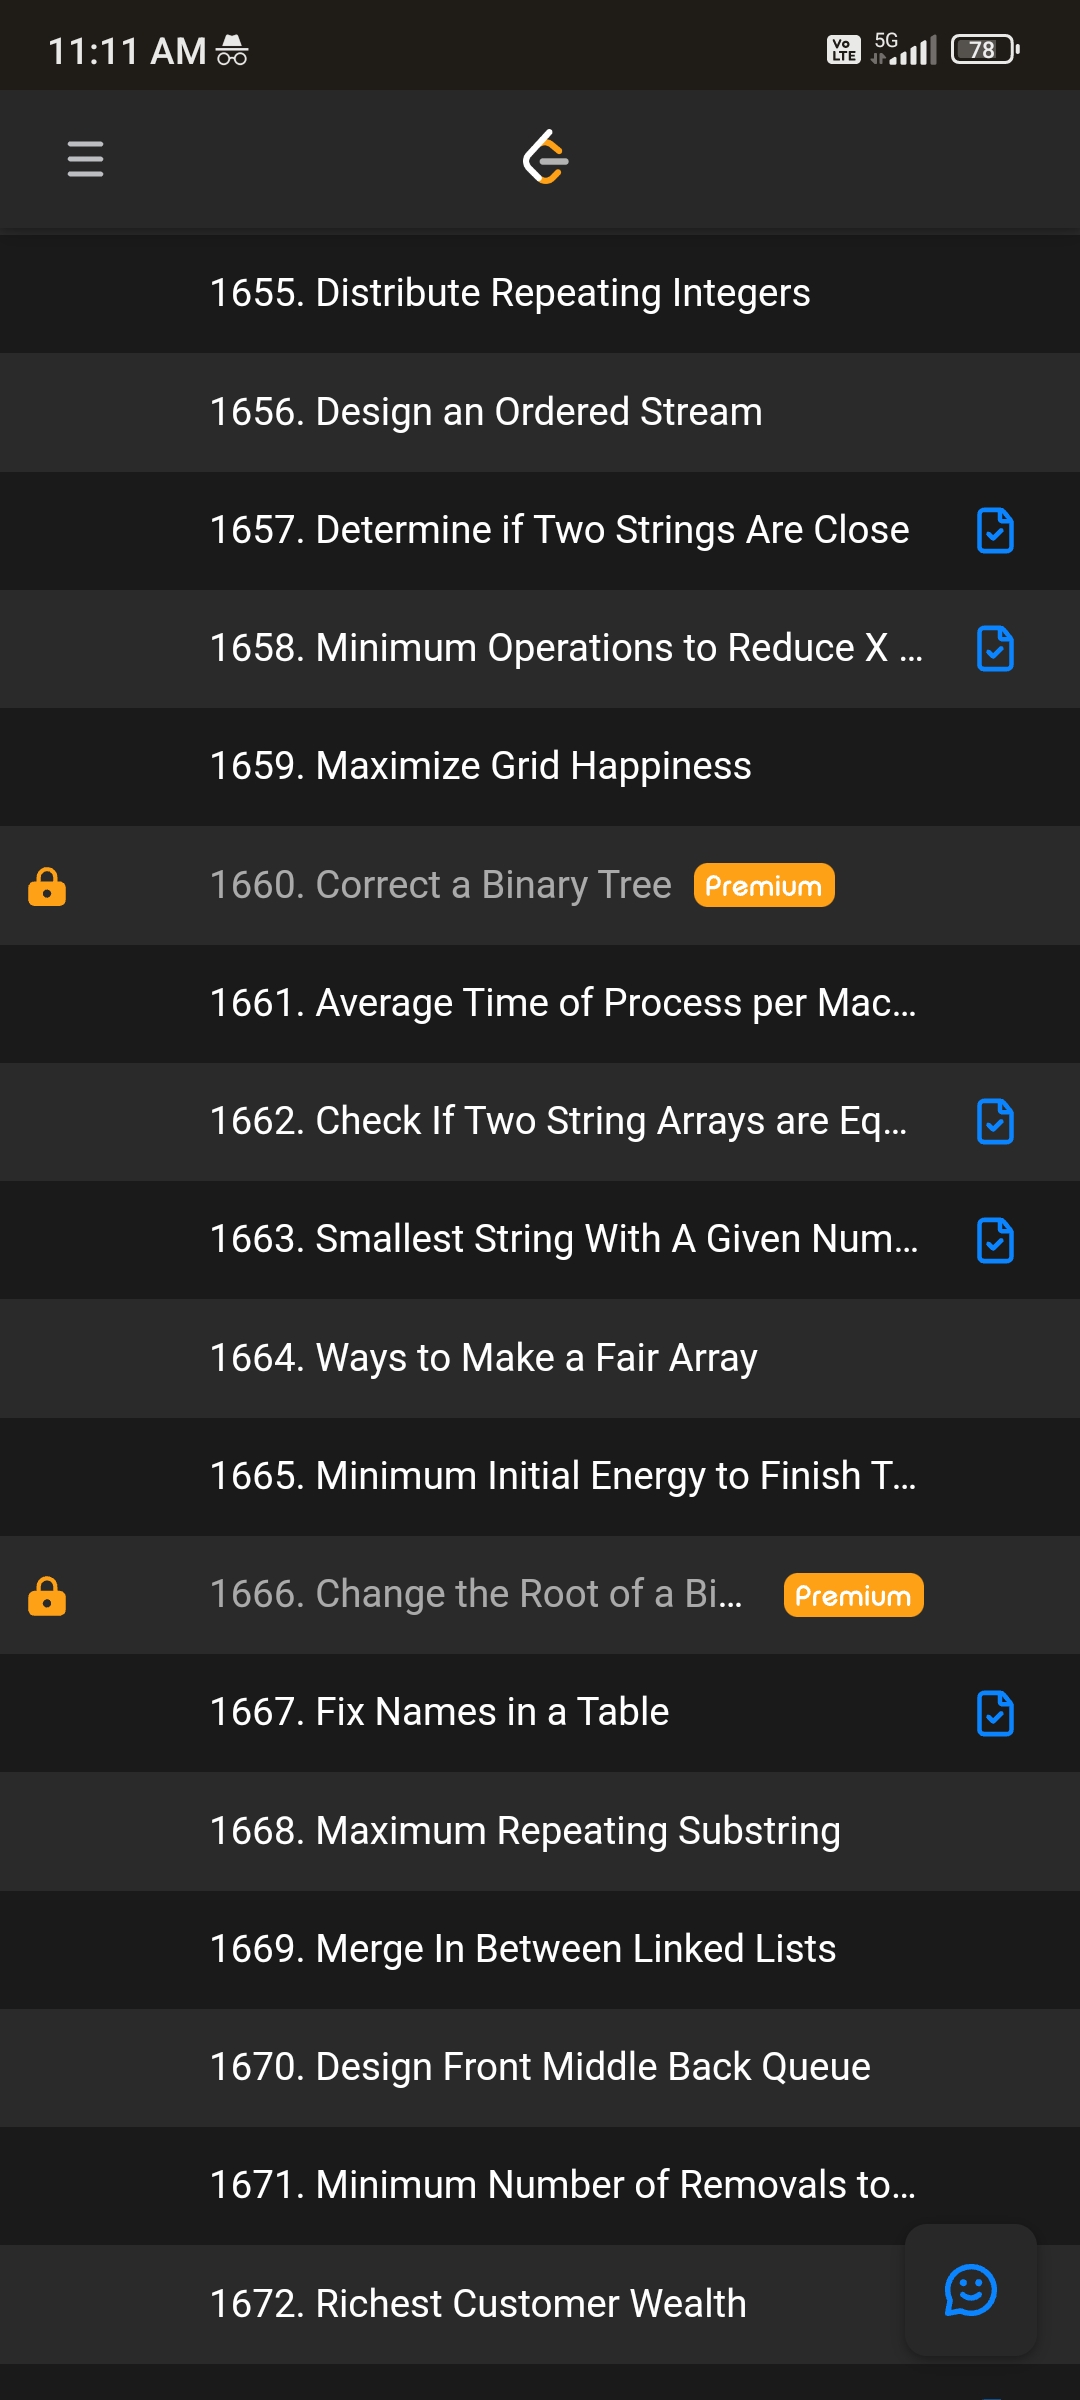 11:11 AM
Vo LTE 5G 78
1655. Distribute Repeating Integers
1656. Design an Ordered Stream
1657. Determine if Two Strings Are Close
1658. Minimum Operations to Reduce X ...
1659. Maximize Grid Happiness
1660. Correct a Binary Tree Premium
1661. Average Time of Process per Mac...
1662. Check If Two String Arrays are Eq...
1663. Smallest String With A Given Num...
1664. Ways to Make a Fair Array
1665. Minimum Initial Energy to Finish T...
1666. Change the Root of a Bi... Premium
1667. Fix Names in a Table
1668. Maximum Repeating Substring
1669. Merge In Between Linked Lists
1670. Design Front Middle Back Queue
1671. Minimum Number of Removals to...
1672. Richest Customer Wealth